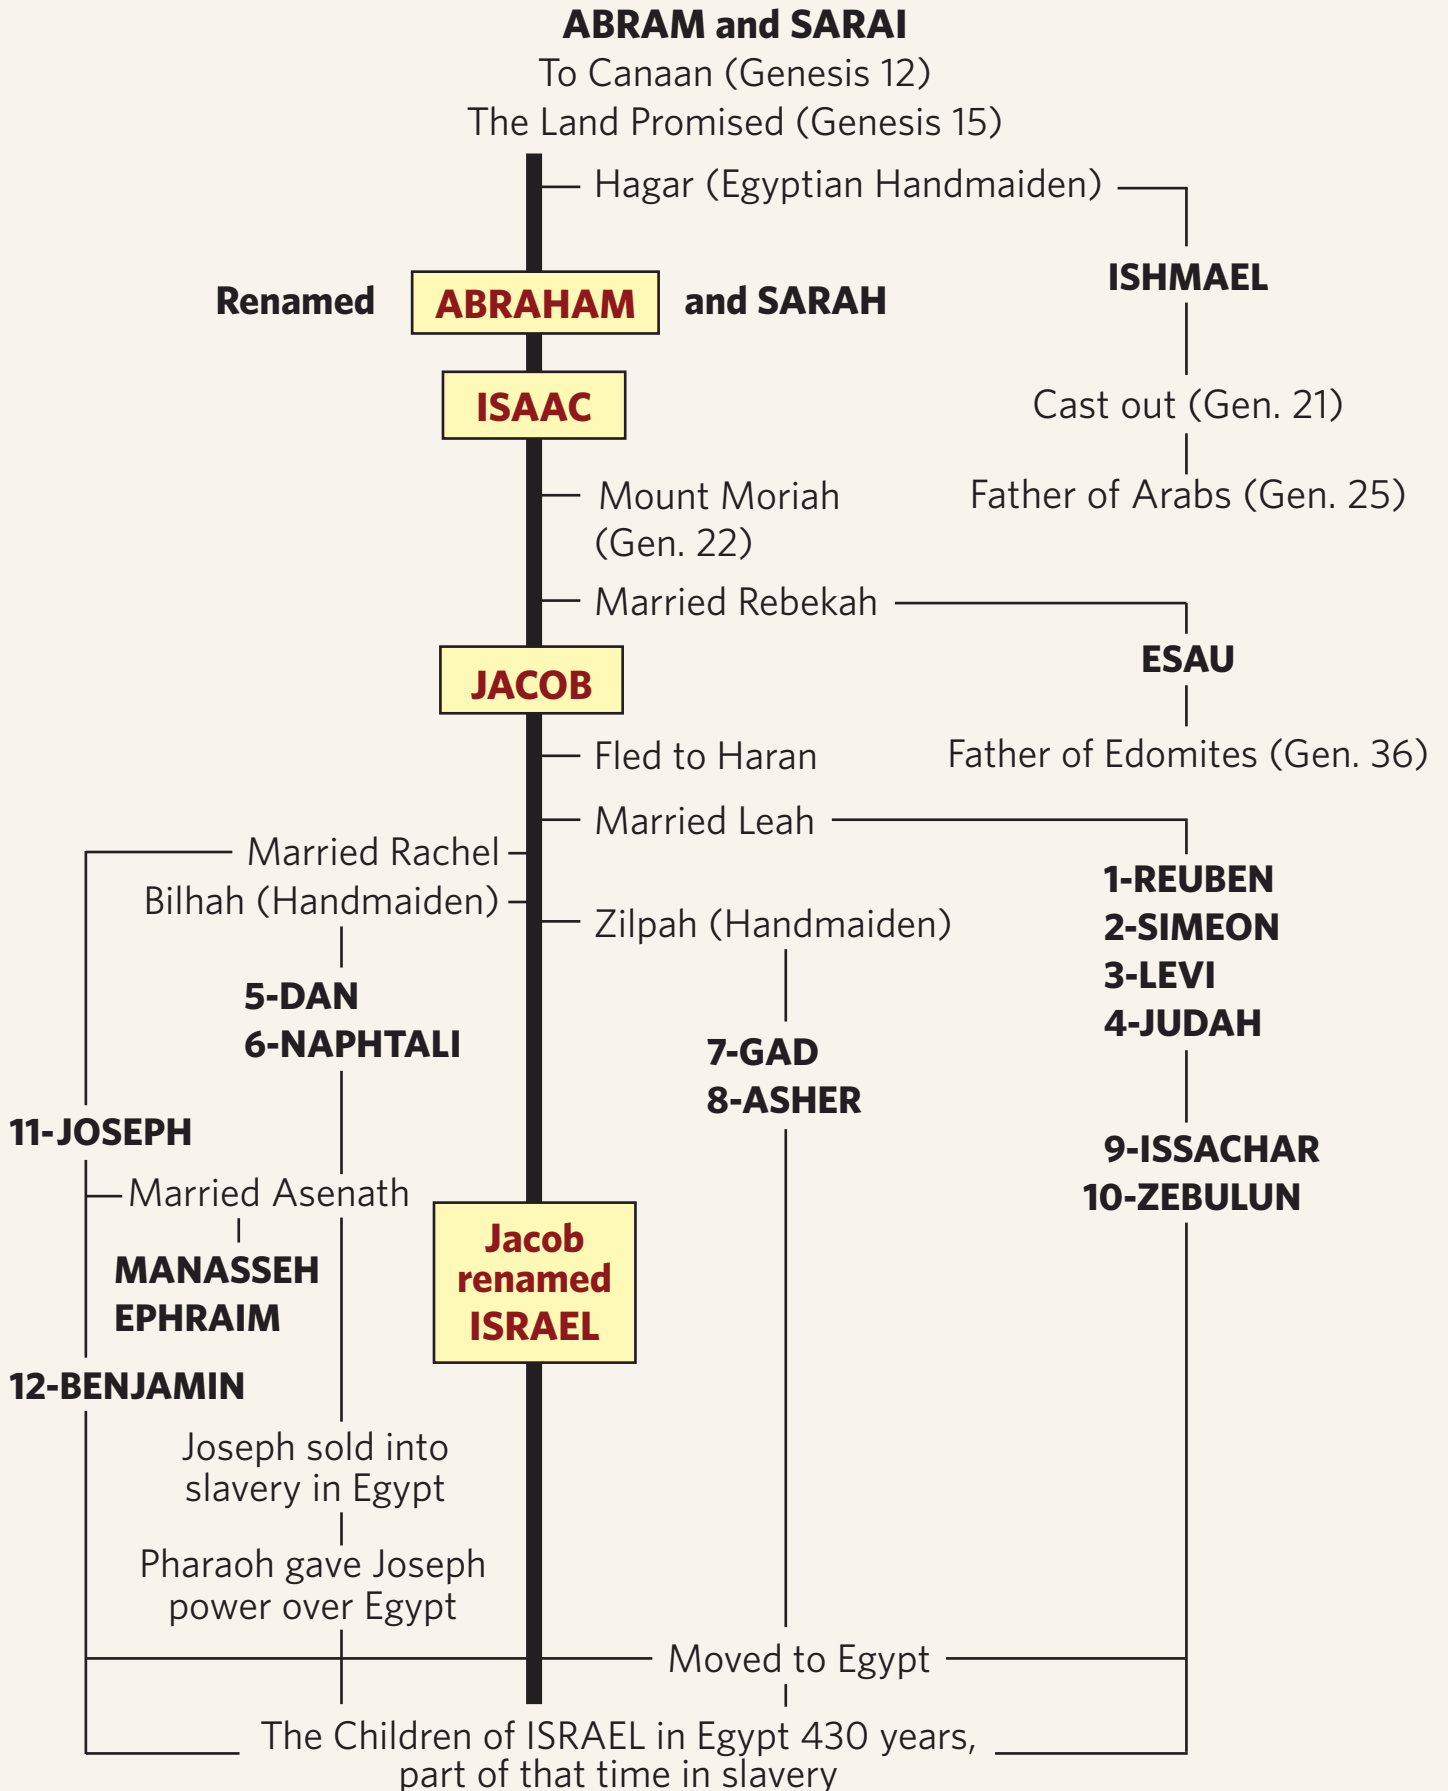 ABRAM and SARAI
To Canaan (Genesis 12)
The Land Promised (Genesis 15)
Hagar (Egyptian Handmaiden)
ISHMAEL
Renamed ABRAHAM and SARAH
ISAAC
Cast out (Gen. 21)
Mount Moriah
(Gen. 22)
Father of Arabs (Gen. 25)
Married Rebekah
ESAU
JACOB
Fled to Haran
Father of Edomites (Gen. 36)
Married Leah
Married Rachel
Bilhah (Handmaiden)
Zilpah (Handmaiden)
1-REUBEN
2-SIMEON
3-LEVI
4-JUDAH
5-DAN
6-NAPHTALI
7-GAD
8-ASHER
9-ISSACHAR
10-ZEBULUN
11-JOSEPH
Married Asenath
MANASSEH
EPHRAIM
Jacob
renamed
ISRAEL
12-BENJAMIN
Joseph sold into
slavery in Egypt
Pharaoh gave Joseph
power over Egypt
Moved to Egypt
The Children of ISRAEL in Egypt 430 years,
part of that time in slavery